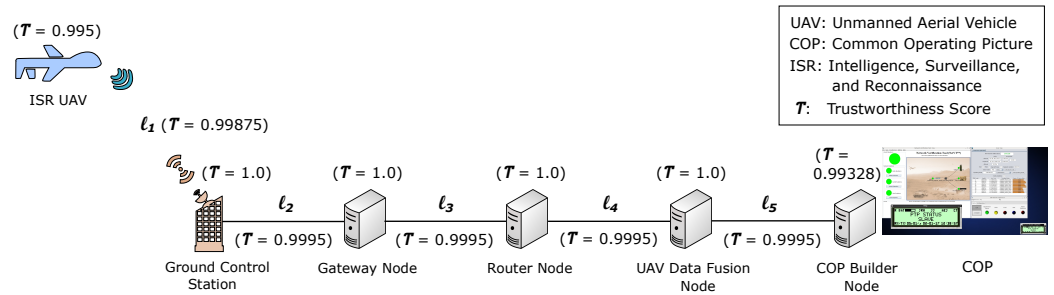 (T = 0.995)
ISR UAV
UAV: Unmanned Aerial Vehicle
COP: Common Operating Picture
ISR: Intelligence, Surveillance,
and Reconnaissance
T: Trustworthiness Score
ℓ1 (T = 0.99875)
(T = 1.0)
(T = 1.0)
(T = 1.0)
(T = 1.0)
(T =
0.99328)
ℓ2
ℓ3
ℓ4
ℓ5
(T = 0.9995)
(T = 0.9995)
(T = 0.9995)
(T = 0.9995)
PTP STATUS
SLAVE
Ground Control
Station
Gateway Node
Router Node
UAV Data Fusion
Node
COP Builder
Node
COP